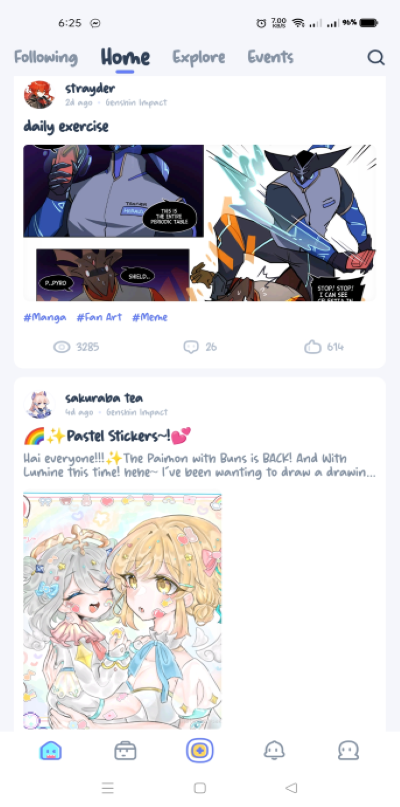 6:25
7.00
KB/S
96%
Following Home Explore Events
strayder
2d ago · Genshin Impact
daily exercise
THIS IS
THE ENTIRE
PERIODIC TABLE
P..PYRO
SHIELD..
STOP! STOP!
I CAN SEE
#Manga #Fan Art #Meme
3285
26
614
sakuraba tea
4d ago · Genshin Impact
🌈✨Pastel Stickers~!💕
Hai everyone!!!✨The Paimon with Buns is BACK! And With
Lumine this time! hehe~ I´ve been wanting to draw a drawin...